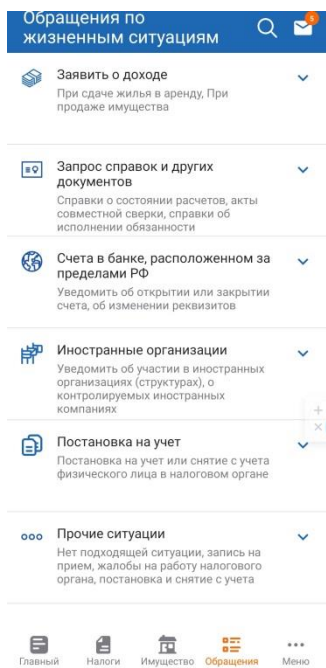 Обращения по
жизненным ситуациям
5
Заявить о доходе
При сдаче жилья в аренду, При
продаже имущества
Запрос справок и других
документов
Справки о состоянии расчетов, акты
совместной сверки, справки об
исполнении обязанности
Счета в банке, расположенном за
пределами РФ
Уведомить об открытии или закрытии
счета, об изменении реквизитов
Иностранные организации
Уведомить об участии в иностранных
организациях (структурах), о
контролируемых иностранных
компаниях
Постановка на учет
Постановка на учет или снятие с учета
физического лица в налоговом органе
Прочие ситуации
Нет подходящей ситуации, запись на
прием, жалобы на работу налогового
органа, постановка и снятие с учета
Главный Налоги Имущество Обращения Меню